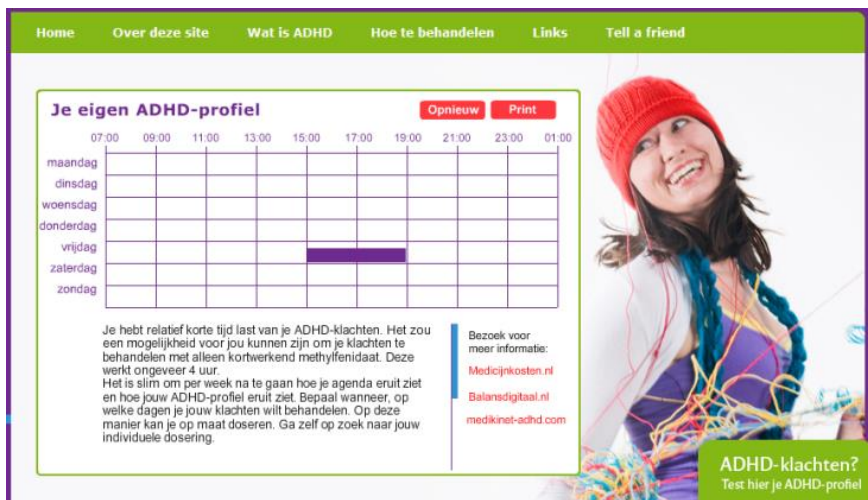 Home Over deze site Wat is ADHD Hoe te behandelen Links Tell a friend
Je eigen ADHD-profiel
Opnieuw Print
07:00 09:00 11:00 13:00 15:00 17:00 19:00 21:00 23:00 01:00
maandag
dinsdag
woensdag
donderdag
vrijdag
zaterdag
zondag
Je hebt relatief korte tijd last van je ADHD-klachten. Het zou
een mogelijkheid voor jou kunnen zijn om je klachten te
behandelen met alleen kortwerkend methylfenidaat. Deze
werkt ongeveer 4 uur.
Het is slim om per week na te gaan hoe je agenda eruit ziet
en hoe jouw ADHD-profiel eruit ziet. Bepaal wanneer, op
welke dagen je jouw klachten wilt behandelen. Op deze
manier kan je op maat doseren. Ga zelf op zoek naar jouw
individuele dosering.
Bezoek voor
meer informatie:
Medicijnkosten.nl
Balansdigitaal.nl
medikinet-adhd.com
ADHD-klachten?
Test hier je ADHD-profiel